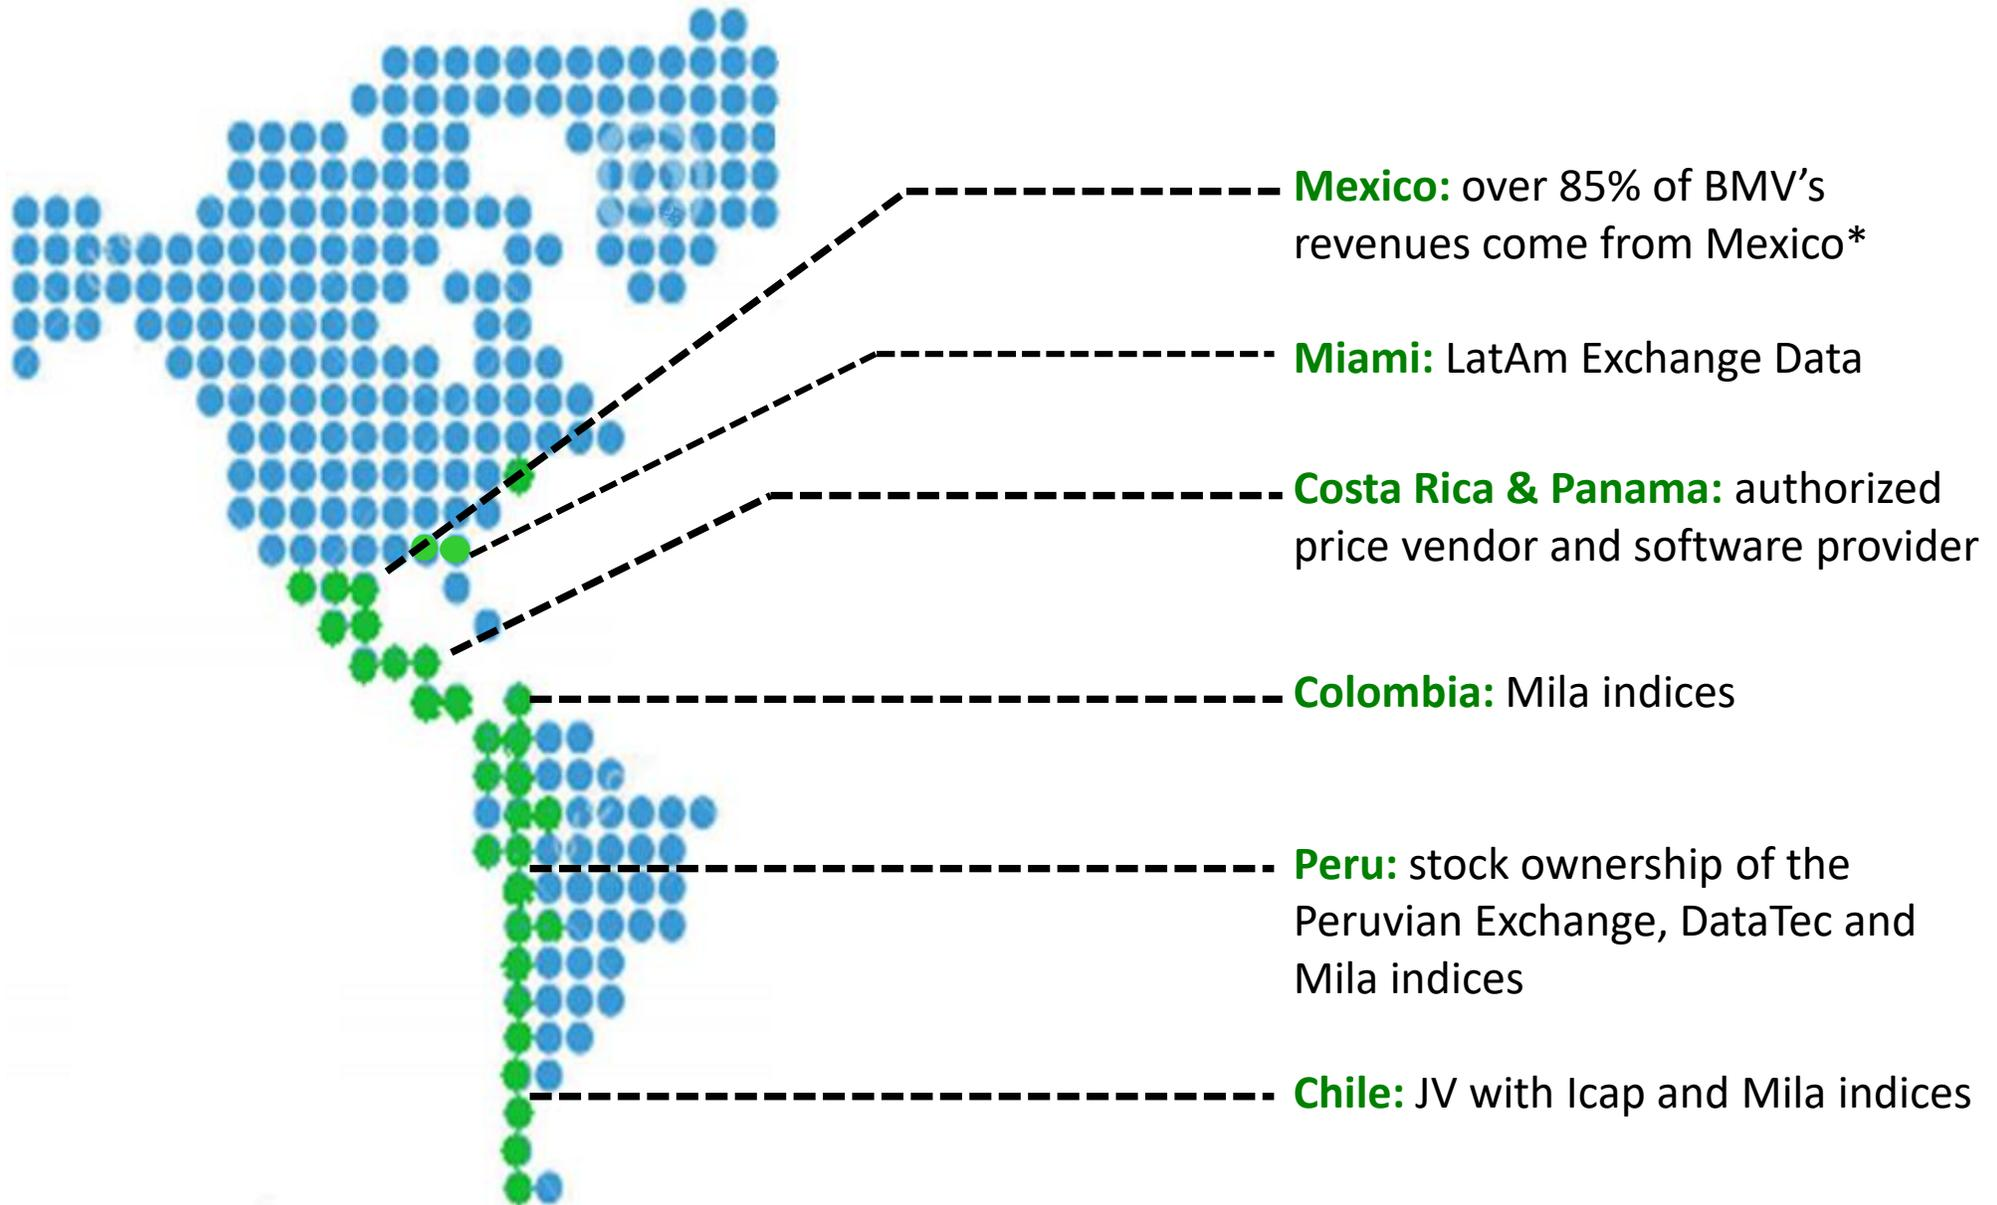 Mexico: over 85% of BMV’s
revenues come from Mexico*
Miami: LatAm Exchange Data
Costa Rica & Panama: authorized
price vendor and software provider
Colombia: Mila indices
Peru: stock ownership of the
Peruvian Exchange, DataTec and
Mila indices
Chile: JV with Icap and Mila indices